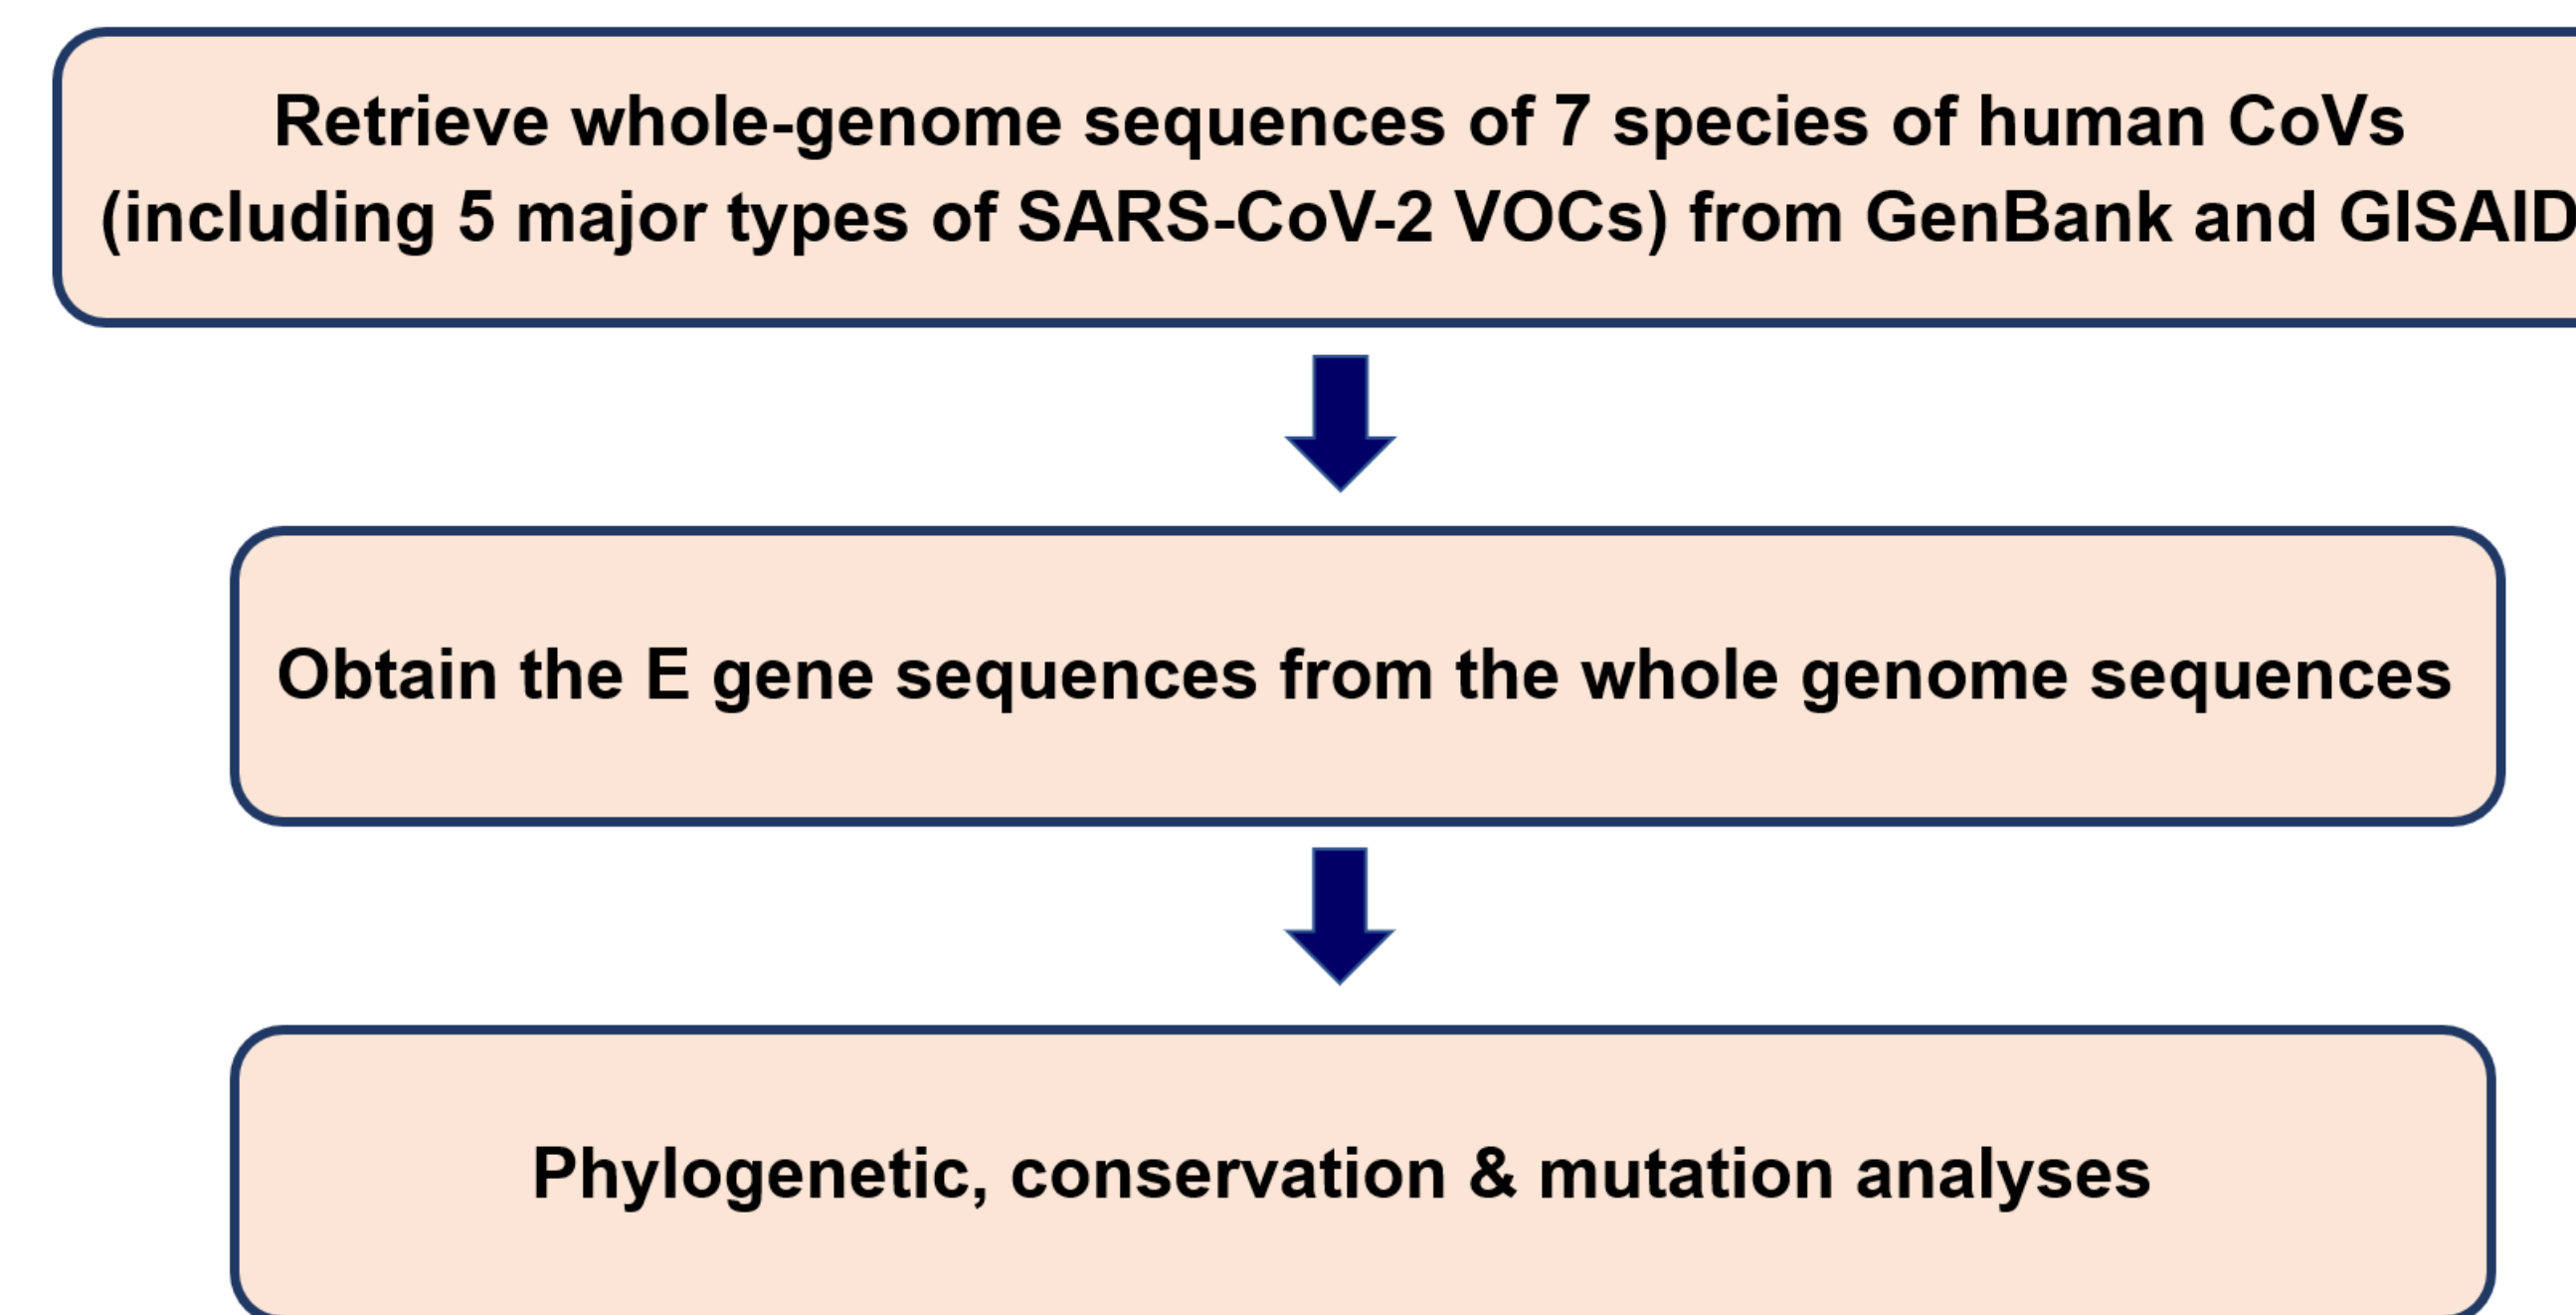 Retrieve whole-genome sequences of 7 species of human CoVs
(including 5 major types of SARS-CoV-2 VOCs) from GenBank and GISAID
Obtain the E gene sequences from the whole genome sequences
Phylogenetic, conservation & mutation analyses